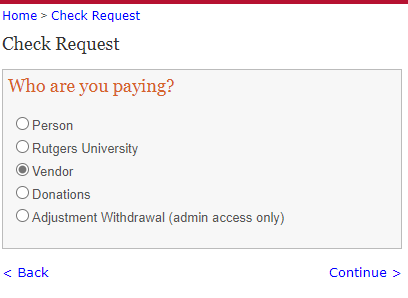 Home > Check Request
Check Request
Who are you paying?
Person
Rutgers University
Vendor
Donations
Adjustment Withdrawal (admin access only)
< Back Continue >